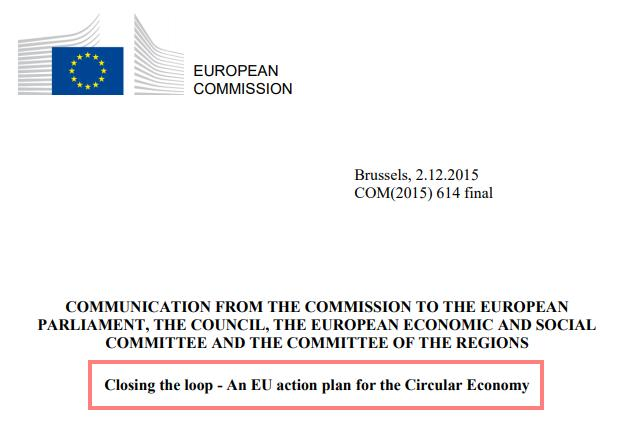 EUROPEAN
COMMISSION
Brussels, 2.12.2015
COM(2015) 614 final
COMMUNICATION FROM THE COMMISSION TO THE EUROPEAN
PARLIAMENT, THE COUNCIL, THE EUROPEAN ECONOMIC AND SOCIAL
COMMITTEE AND THE COMMITTEE OF THE REGIONS
Closing the loop - An EU action plan for the Circular Economy